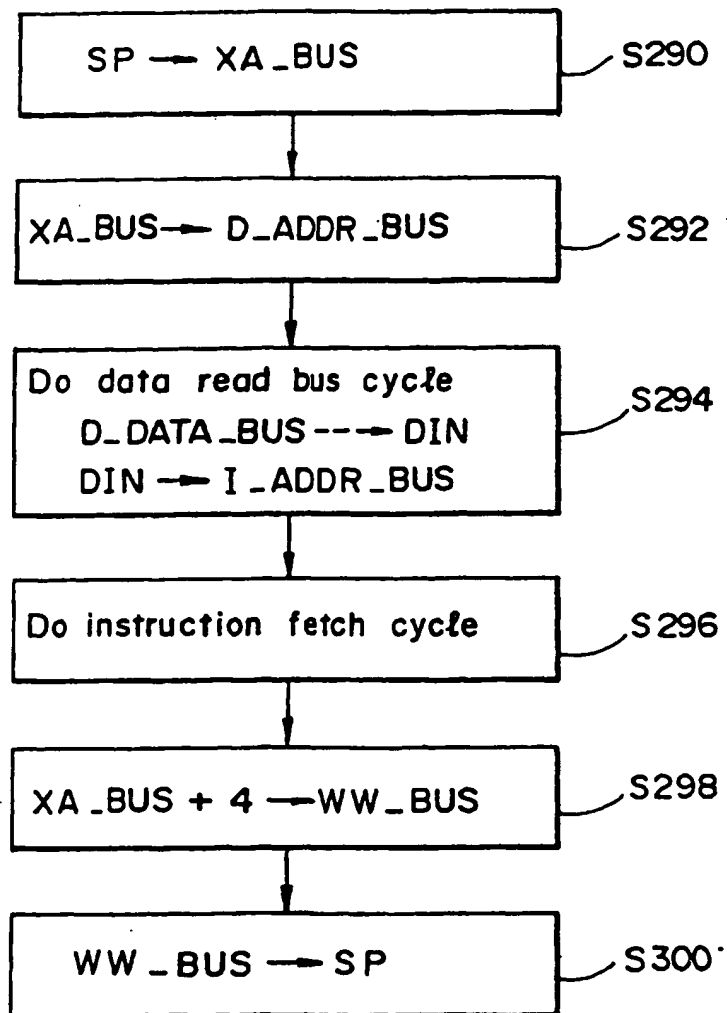 SP → XA_BUS
S290
XA_BUS → D_ADDR_BUS
S292
Do data read bus cycle
D_DATA_BUS ---→ DIN
DIN → I_ADDR_BUS
S294
Do instruction fetch cycle
S296
XA_BUS + 4 → WW_BUS
S298
WW_BUS → SP
S300